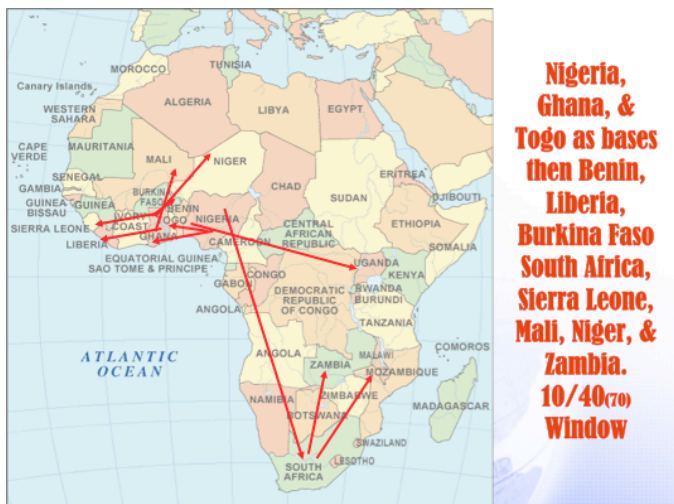 MOROCCO
TUNISIA
Canary Islands
ALGERIA
LIBYA
EGYPT
WESTERN
SAHARA
CAPE
VERDE
MAURITANIA
MALI
NIGER
CHAD
SUDAN
ERITREA
DJIBOUTI
SENEGAL
GAMBIA
GUINEA
BISSAU
GUINEA
BURKINA
FASO
BENIN
NIGERIA
SIERRA LEONE
IVORY
COAST
TOGO
GHANA
LIBERIA
CAMEROON
CENTRAL
AFRICAN
REPUBLIC
ETHIOPIA
SOMALIA
EQUATORIAL GUINEA
SAO TOME & PRINCIPE
GABON
CONGO
UGANDA
KENYA
RWANDA
BURUNDI
DEMOCRATIC
REPUBLIC
OF CONGO
ANGOLA
TANZANIA
ATLANTIC
OCEAN
COMOROS
ANGOLA
MALAWI
ZAMBIA
MOZAMBIQUE
NAMIBIA
ZIMBABWE
BOTSWANA
MADAGASCAR
SWAZILAND
LESOTHO
SOUTH
AFRICA
Nigeria,
Ghana, &
Togo as bases
then Benin,
Liberia,
Burkina Faso
South Africa,
Sierra Leone,
Mali, Niger, &
Zambia.
10/40(70)
Window